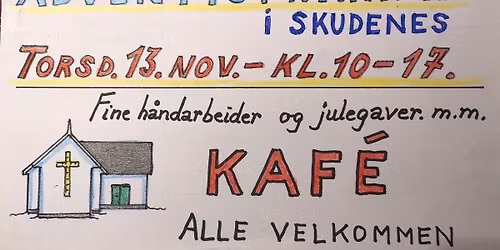 i SKUDENES
TORSD. 13. NOV. - KL. 10-17.
Fine håndarbeider og julegaver. m.m.
KAFÉ
ALLE VELKOMMEN